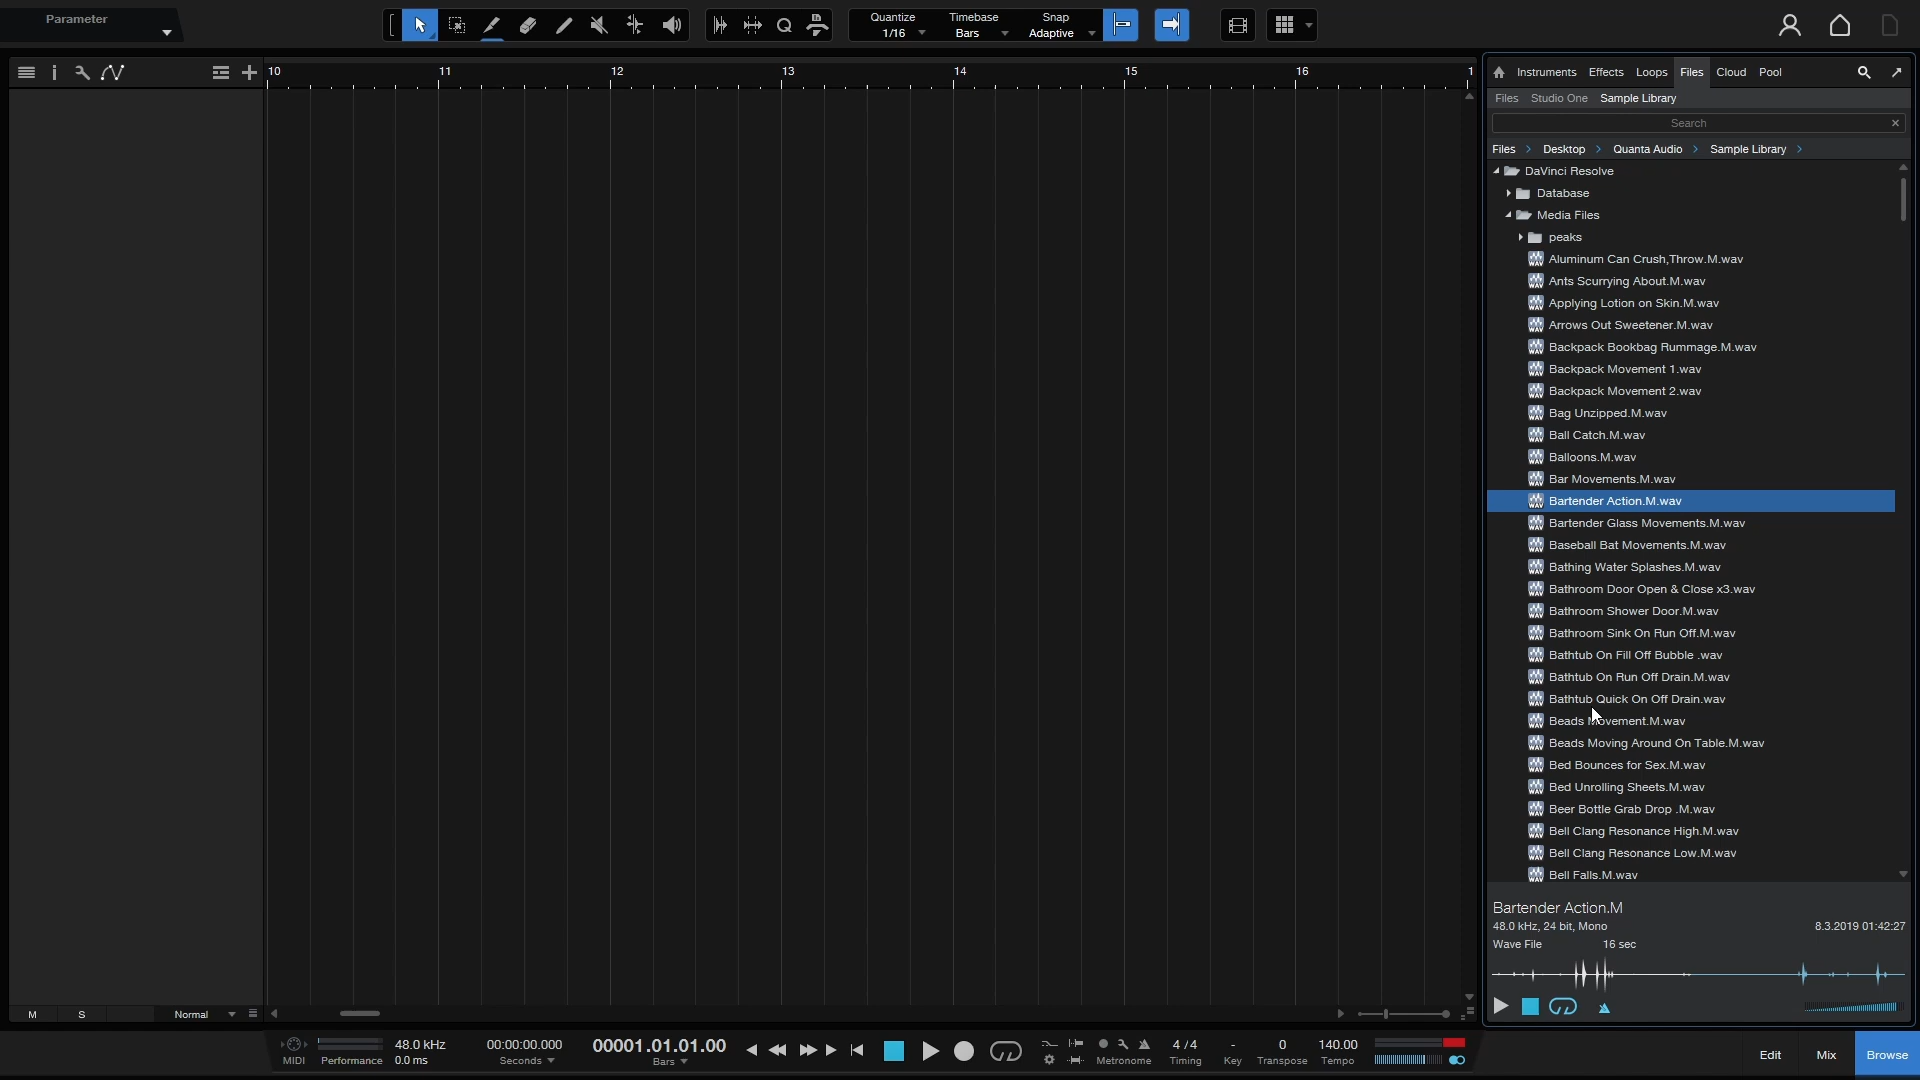 Parameter
Quantize
1/16
Timebase
Bars
Snap
Adaptive
10 11 12 13 14 15 16 1
Instruments Effects Loops Files Cloud Pool
Files Studio One Sample Library
Search
Files > Desktop > Quanta Audio > Sample Library >
DaVinci Resolve
Database
Media Files
peaks
Aluminum Can Crush,Throw.M.wav
Ants Scurrying About.M.wav
Applying Lotion on Skin.M.wav
Arrows Out Sweetener.M.wav
Backpack Bookbag Rummage.M.wav
Backpack Movement 1.wav
Backpack Movement 2.wav
Bag Unzipped.M.wav
Ball Catch.M.wav
Balloons.M.wav
Bar Movements.M.wav
Bartender Action.M.wav
Bartender Glass Movements.M.wav
Baseball Bat Movements.M.wav
Bathing Water Splashes.M.wav
Bathroom Door Open & Close x3.wav
Bathroom Shower Door.M.wav
Bathroom Sink On Run Off.M.wav
Bathtub On Fill Off Bubble .wav
Bathtub On Run Off Drain.M.wav
Bathtub Quick On Off Drain.wav
Beads Movement.M.wav
Beads Moving Around On Table.M.wav
Bed Bounces for Sex.M.wav
Bed Unrolling Sheets.M.wav
Beer Bottle Grab Drop .M.wav
Bell Clang Resonance High.M.wav
Bell Clang Resonance Low.M.wav
Bell Falls.M.wav
Bartender Action.M
48.0 kHz, 24 bit, Mono 8.3.2019 01:42:27
Wave File 16 sec
M S Normal
MIDI
Performance
48.0 kHz
0.0 ms
00:00:00.000
Seconds
00001.01.01.00
Bars
Metronome
4 / 4
Timing
-
Key
0
Transpose
140.00
Tempo
Edit Mix Browse